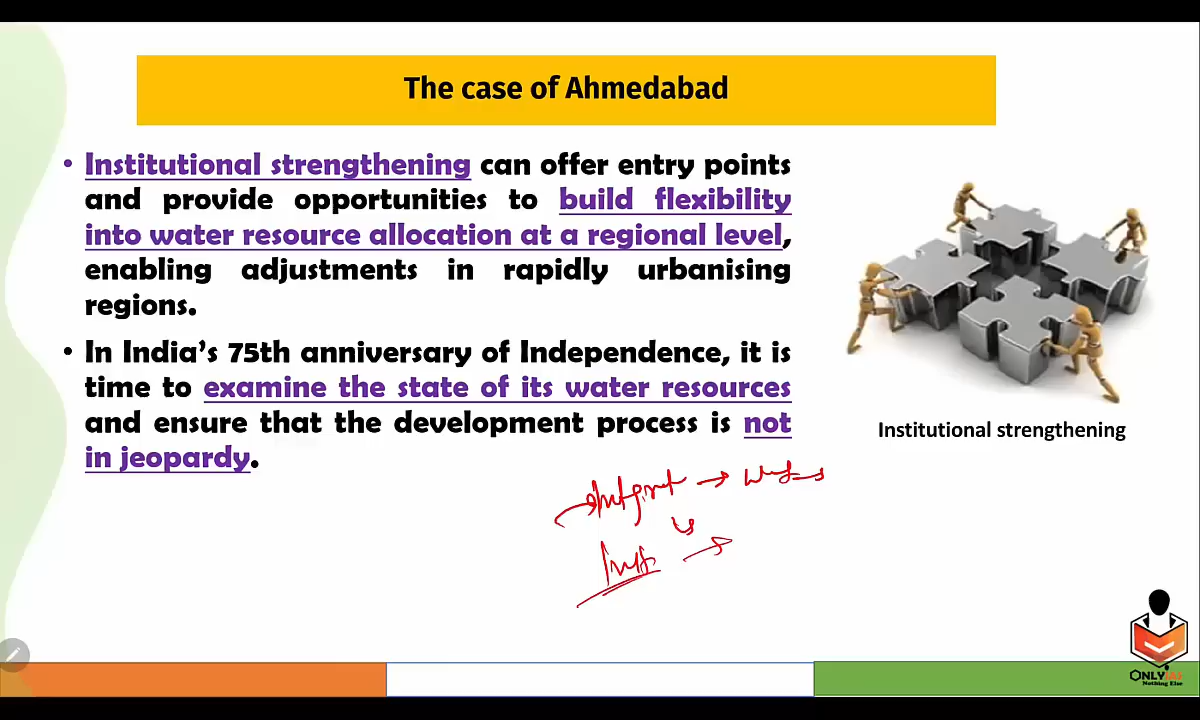 The case of Ahmedabad
• Institutional strengthening can offer entry points
and provide opportunities to build flexibility
into water resource allocation at a regional level,
enabling adjustments in rapidly urbanising
regions.
• In India's 75th anniversary of Independence, it is
time to examine the state of its water resources
and ensure that the development process is not
in jeopardy.
Institutional strengthening
ONLYIAS
Nothing Else